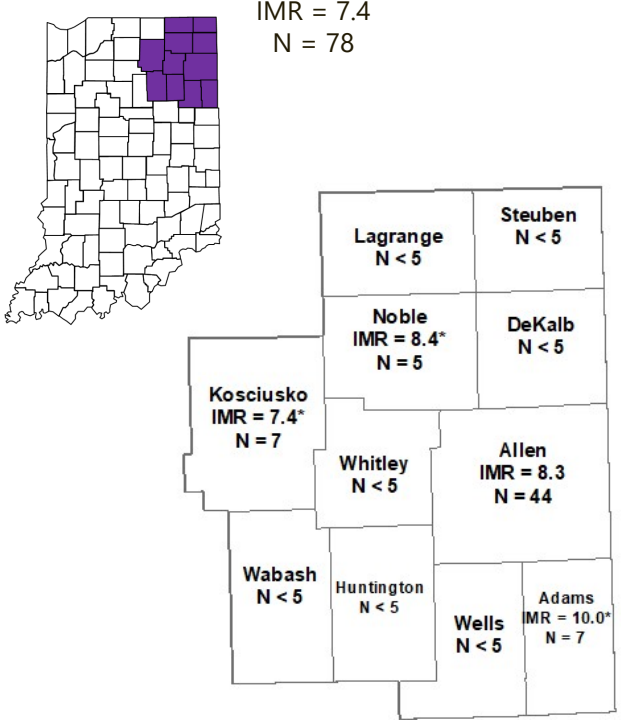 IMR = 7.4
N = 78
Lagrange
N < 5
Steuben
N < 5
Noble
IMR = 8.4*
N = 5
DeKalb
N < 5
Kosciusko
IMR = 7.4*
N = 7
Whitley
N < 5
Allen
IMR = 8.3
N = 44
Wabash
N < 5
Huntington
N < 5
Wells
N < 5
Adams
IMR = 10.0*
N = 7